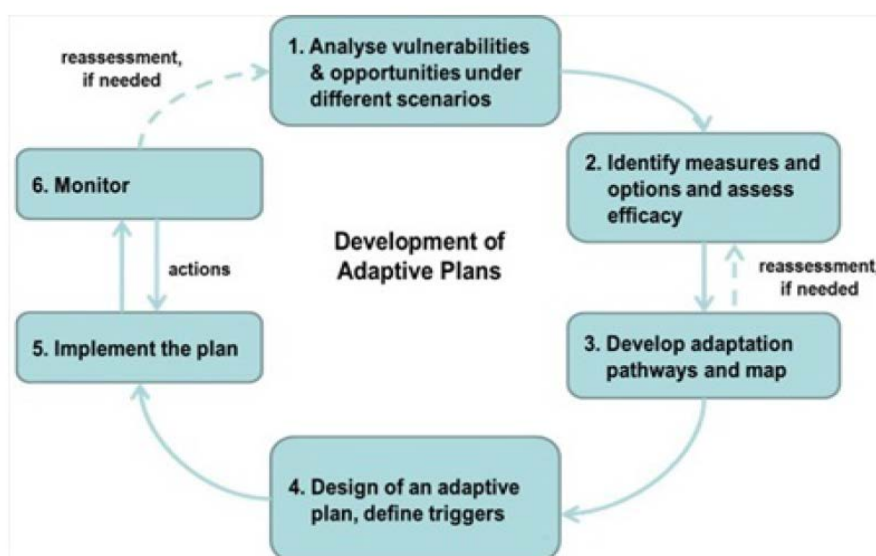 reassessment,
if needed
1. Analyse vulnerabilities
& opportunities under
different scenarios
2. Identify measures and
options and assess
efficacy
6. Monitor
Development of
Adaptive Plans
actions
reassessment,
if needed
5. Implement the plan
3. Develop adaptation
pathways and map
4. Design of an adaptive
plan, define triggers